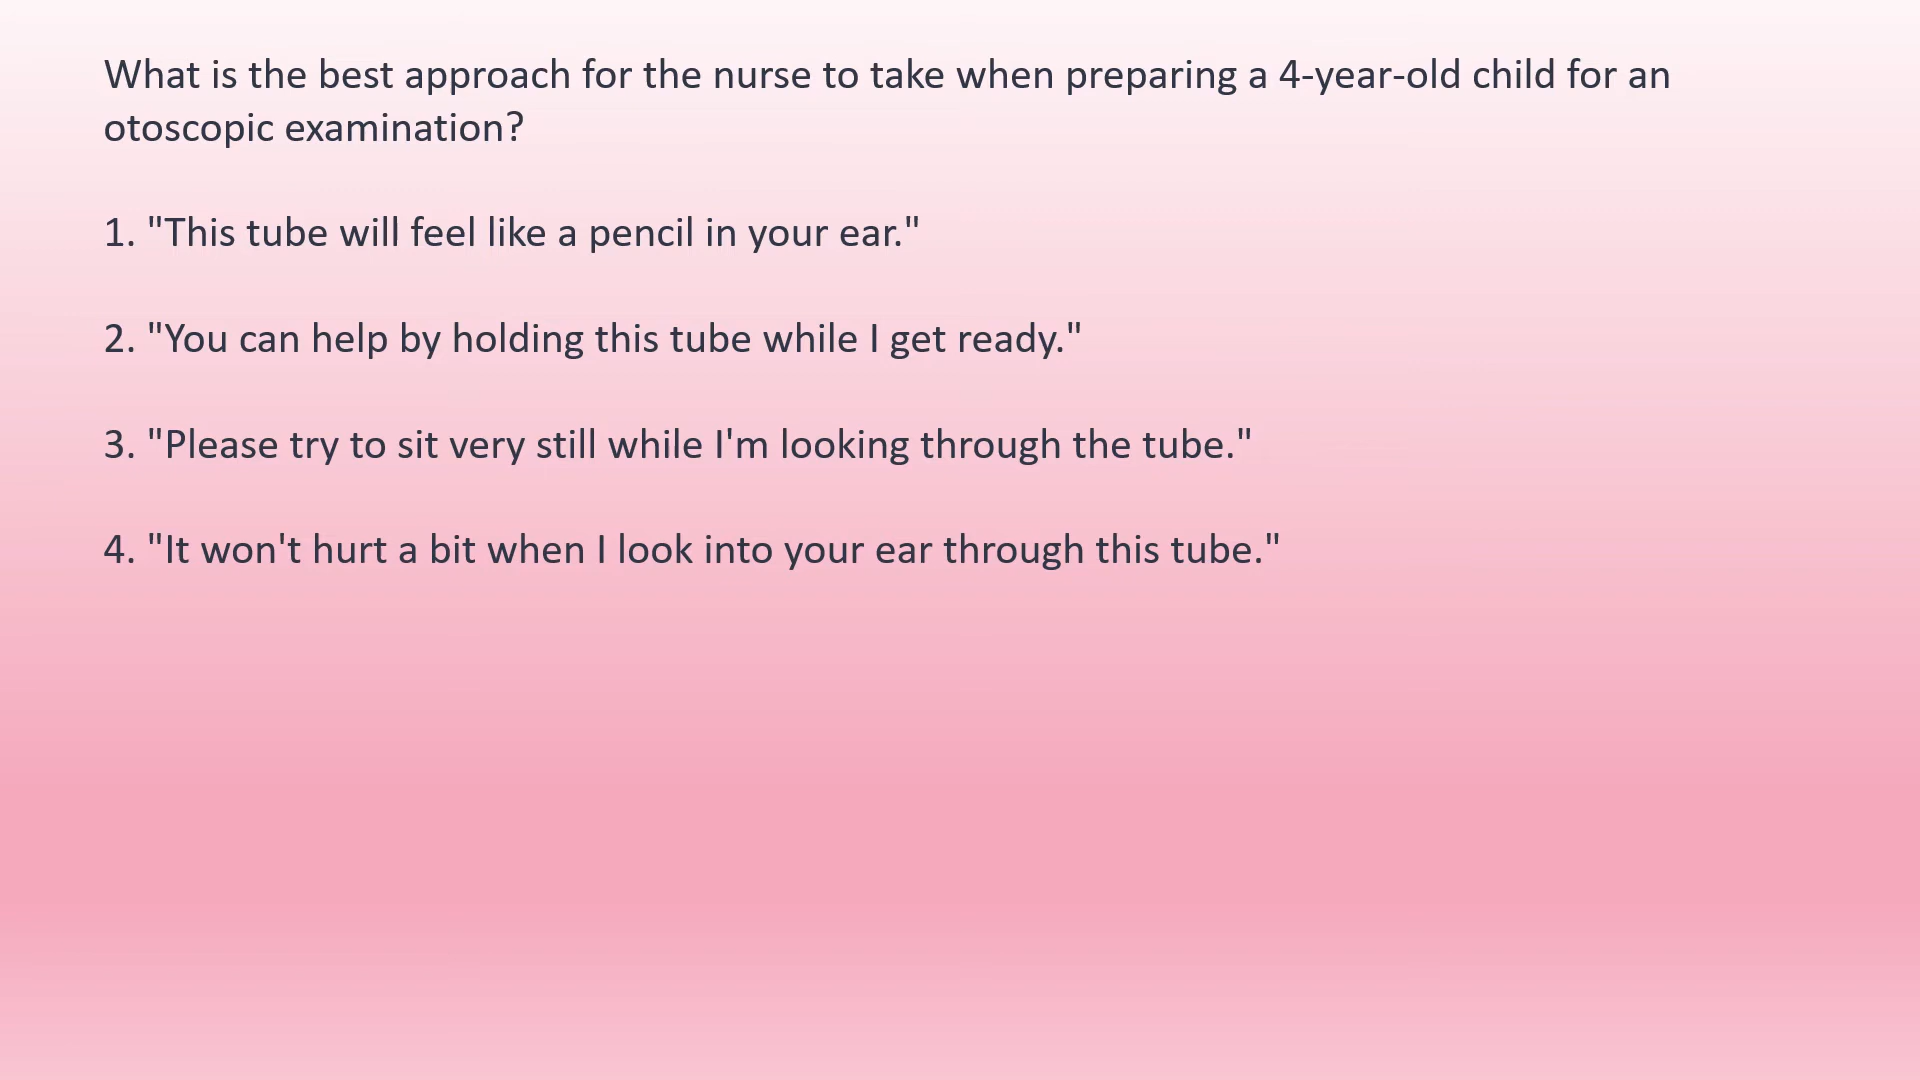 What is the best approach for the nurse to take when preparing a 4-year-old child for an
otoscopic examination?
1. "This tube will feel like a pencil in your ear."
2. "You can help by holding this tube while I get ready."
3. "Please try to sit very still while I'm looking through the tube."
4. "It won't hurt a bit when I look into your ear through this tube."